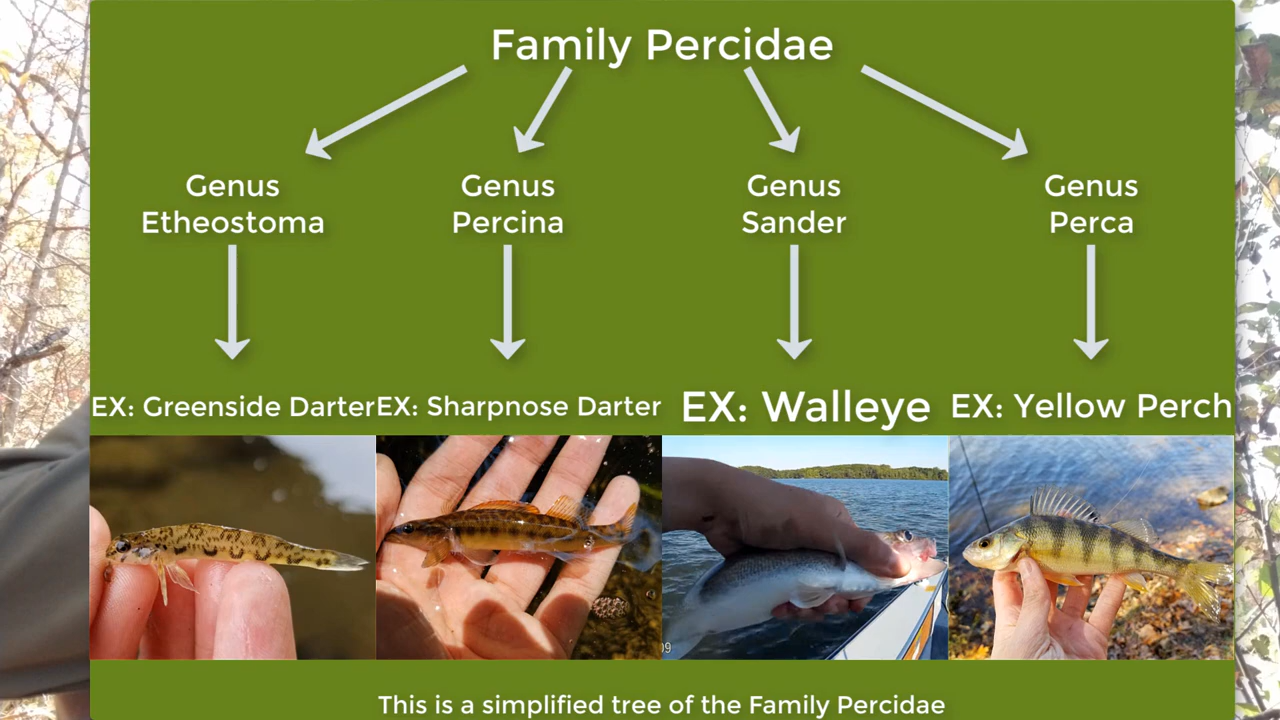 Family Percidae
Genus
Etheostoma
Genus
Percina
Genus
Sander
Genus
Perca
EX: Greenside Darter
EX: Sharpnose Darter
EX: Walleye
EX: Yellow Perch
09
This is a simplified tree of the Family Percidae